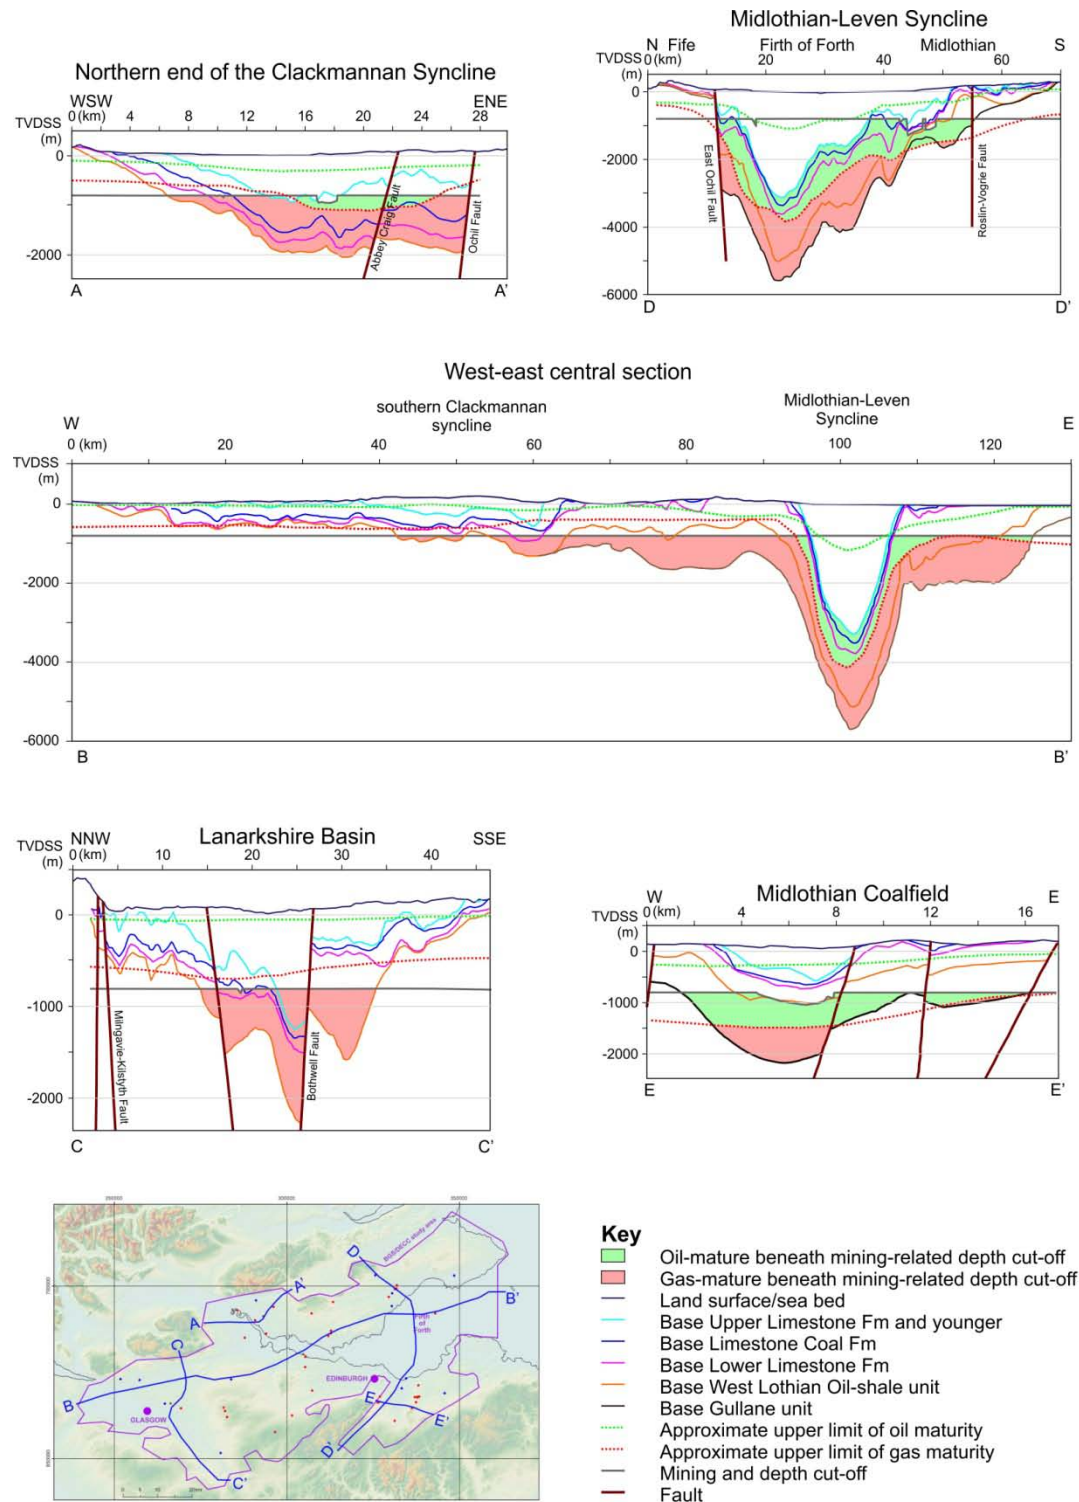 Northern end of the Clackmannan Syncline
WSW ENE
TVDSS (m)
0 (km) 4 8 12 16 20 24 28
0
-2000
Abbey Craig Fault
Ochil Fault
A A'
Midlothian-Leven Syncline
N Fife Firth of Forth Midlothian S
TVDSS (m)
0 (km) 20 40 60
0
-2000
-4000
-6000
East Ochil Fault
Roslin-Vogrie Fault
D D'
West-east central section
southern Clackmannan syncline
Midlothian-Leven Syncline
W E
0 (km) 20 40 60 80 100 120
TVDSS (m)
0
-2000
-4000
-6000
B B'
Lanarkshire Basin
NNW SSE
TVDSS (m)
0 (km) 10 20 30 40
0
-1000
-2000
Milngavie-Kilstyth Fault
Bothwell Fault
C C'
Midlothian Coalfield
W E
TVDSS (m)
0 (km) 4 8 12 16
0
-1000
-2000
E E'
BGS/DECC study area
D
A'
B'
A
Firth of Forth
C
EDINBURGH
E
B
GLASGOW
E'
D'
C'
Key
Oil-mature beneath mining-related depth cut-off
Gas-mature beneath mining-related depth cut-off
Land surface/sea bed
Base Upper Limestone Fm and younger
Base Limestone Coal Fm
Base Lower Limestone Fm
Base West Lothian Oil-shale unit
Base Gullane unit
Approximate upper limit of oil maturity
Approximate upper limit of gas maturity
Mining and depth cut-off
Fault